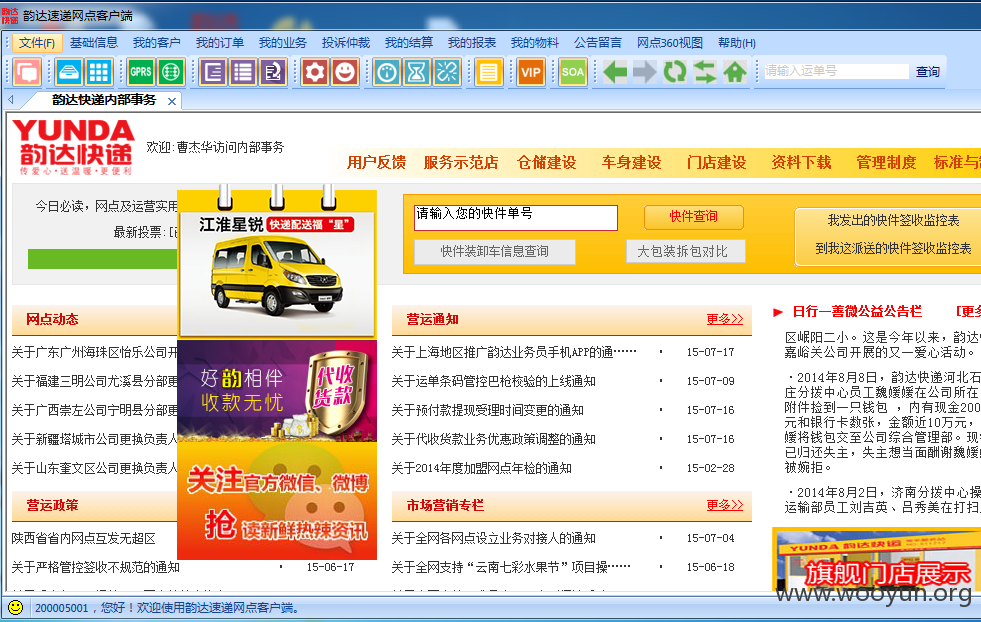 韵达速递网点客户端
文件(F) 基础信息 我的客户 我的订单 我的业务 投诉仲裁 我的结算 我的报表 我的物料 公告留言 网点360视图 帮助(H)
GPRS VIP SOA 请输入运单号 查询
韵达快递内部事务
YUNDA
韵达快递
传爱心·送温暖·更便利
欢迎:曹杰华访问内部事务
用户反馈 服务示范店 仓储建设 车身建设 门店建设 资料下载 管理制度 标准与
今日必读，网点及运营实用
最新投票:
江淮星锐 快递配送福“星”
请输入您的快件单号 快件查询
快件装卸车信息查询 大包装拆包对比
我发出的快件签收监控表
到我这派送的快件签收监控表
网点动态
关于广东广州海珠区怡乐公司开
关于福建三明公司尤溪县分部更
关于广西崇左公司宁明县分部更
关于新疆塔城市公司更换负责人
关于山东奎文区公司更换负责人
好韵相伴
收款无忧
代收
货款
关注官方微信、微博
抢读新鲜热辣资讯
营运通知 更多>>
关于上海地区推广韵达业务员手机APP的通…… · 15-07-17
关于运单条码管控巴枪校验的上线通知 · 15-07-09
关于预付款提现受理时间变更的通知 · 15-07-16
关于代收货款业务优惠政策调整的通知 · 15-07-16
关于2014年度加盟网点年检的通知 · 15-02-28
日行一善微公益公告栏 [更多
区岷阳二小。这是今年以来，韵达
嘉峪关公司开展的又一爱心活动。
·2014年8月8日，韵达快递河北石
庄分拨中心员工魏媛媛在公司所在
附件捡到一只钱包 ，内有现金200
元和银行卡数张，金额近10万元，
媛将钱包交至公司综合管理部。现
已归还失主，失主想当面酬谢魏媛
被婉拒。
·2014年8月2日，济南分拨中心操
运输部员工刘吉英、吕秀美在打扫
营运政策
陕西省省内网点互发无超区
关于严格管控签收不规范的通知 · 15-06-17
市场营销专栏 更多>>
关于全网各网点设立业务对接人的通知 · 15-07-04
关于全网支持“云南七彩水果节”项目操…… · 15-06-18
YUNDA 韵达快递
旗舰门店展示
www.wooyun.org
200005001，您好！欢迎使用韵达速递网点客户端。